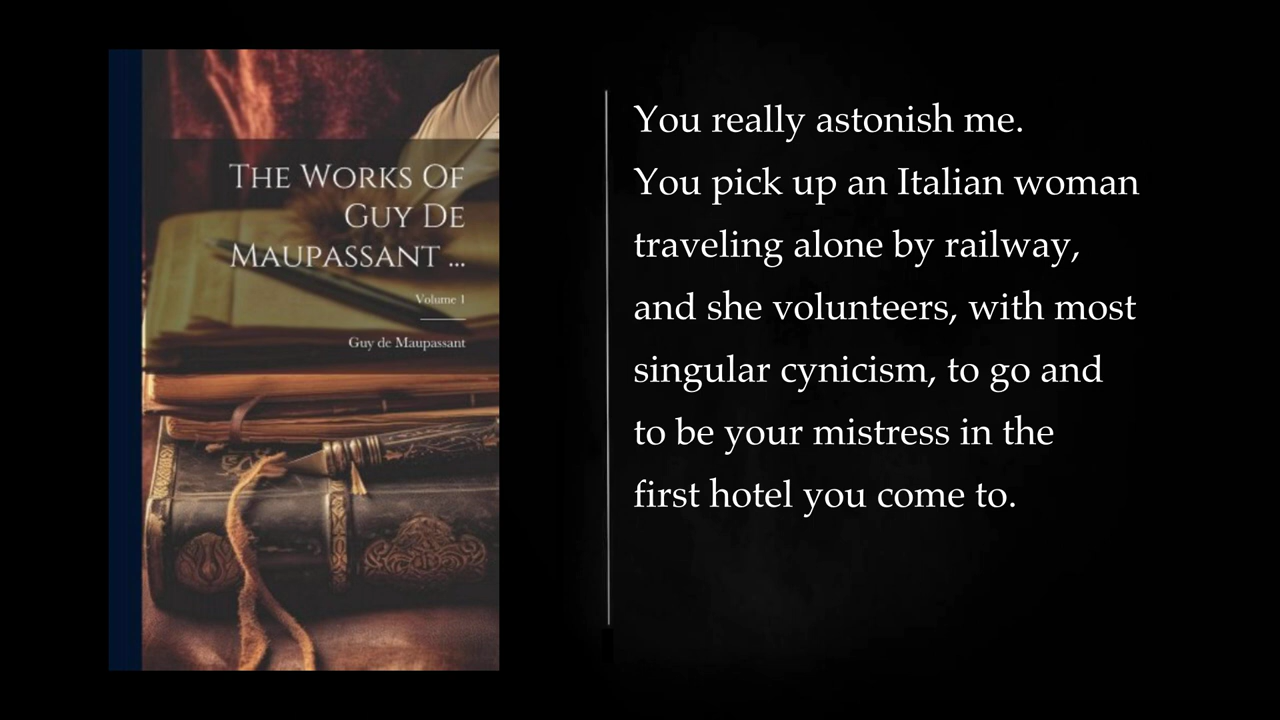 THE WORKS OF
GUY DE
MAUPASSANT ...
Volume 1
Guy de Maupassant
You really astonish me.
You pick up an Italian woman
traveling alone by railway,
and she volunteers, with most
singular cynicism, to go and
to be your mistress in the
first hotel you come to.